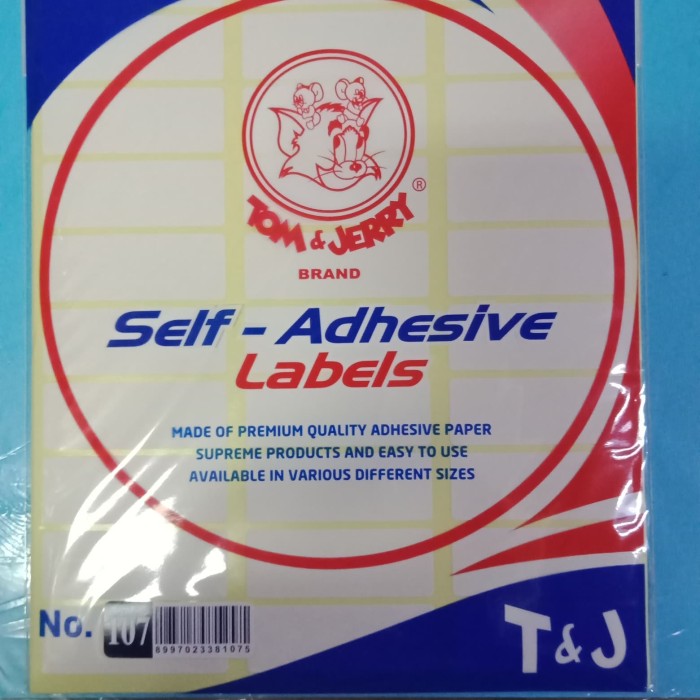 TOM & JERRY ®
BRAND
Self - Adhesive
Labels
MADE OF PREMIUM QUALITY ADHESIVE PAPER
SUPREME PRODUCTS AND EASY TO USE
AVAILABLE IN VARIOUS DIFFERENT SIZES
No. 107
8997023381075
T & J